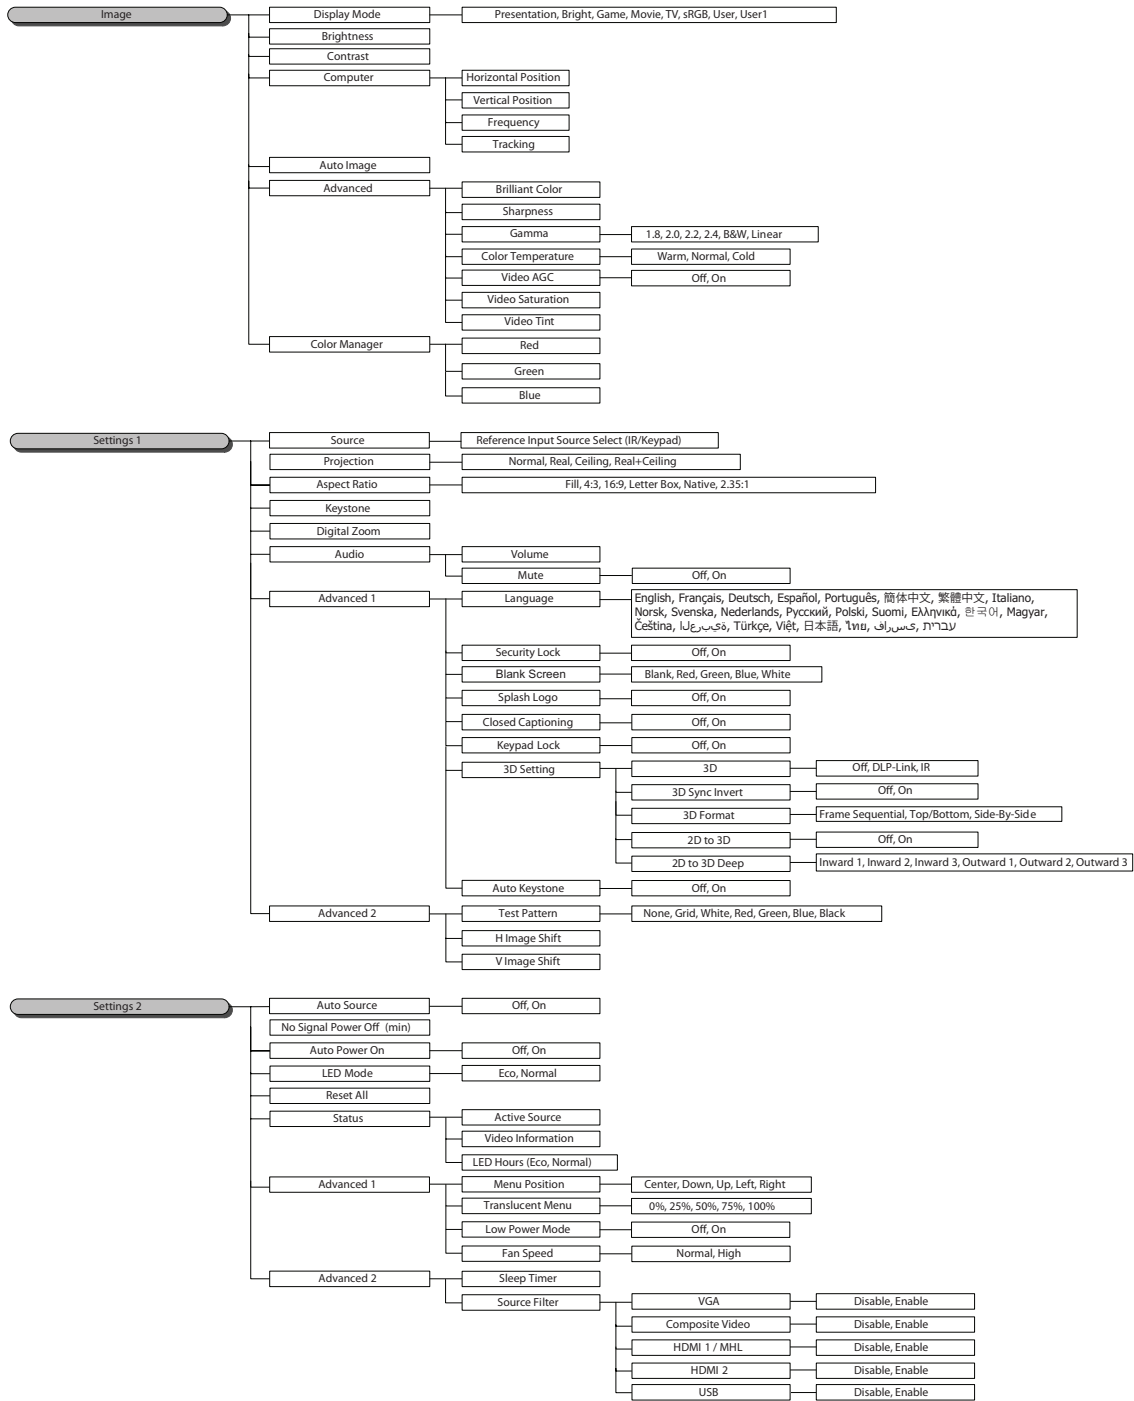 Image
Display Mode
Presentation, Bright, Game, Movie, TV, sRGB, User, User1
Brightness
Contrast
Computer
Horizontal Position
Vertical Position
Frequency
Tracking
Auto Image
Advanced
Brilliant Color
Sharpness
Gamma
1.8, 2.0, 2.2, 2.4, B&W, Linear
Color Temperature
Warm, Normal, Cold
Video AGC
Off, On
Video Saturation
Video Tint
Color Manager
Red
Green
Blue
Settings 1
Source
Reference Input Source Select (IR/Keypad)
Projection
Normal, Real, Ceiling, Real+Ceiling
Aspect Ratio
Fill, 4:3, 16:9, Letter Box, Native, 2.35:1
Keystone
Digital Zoom
Audio
Volume
Mute
Off, On
Advanced 1
Language
English, Français, Deutsch, Español, Português, 簡体中文, 繁體中文, Italiano,
Norsk, Svenska, Nederlands, Русский, Polski, Suomi, Ελληνικά, 한국어, Magyar,
Čeština, ةيبرعلا, Türkçe, Việt, 日本語, ไทย, ىسراف, עברית
Security Lock
Off, On
Blank Screen
Blank, Red, Green, Blue, White
Splash Logo
Off, On
Closed Captioning
Off, On
Keypad Lock
Off, On
3D Setting
3D
Off, DLP-Link, IR
3D Sync Invert
Off, On
3D Format
Frame Sequential, Top/Bottom, Side-By-Side
2D to 3D
Off, On
2D to 3D Deep
Inward 1, Inward 2, Inward 3, Outward 1, Outward 2, Outward 3
Auto Keystone
Off, On
Advanced 2
Test Pattern
None, Grid, White, Red, Green, Blue, Black
H Image Shift
V Image Shift
Settings 2
Auto Source
Off, On
No Signal Power Off (min)
Auto Power On
Off, On
LED Mode
Eco, Normal
Reset All
Status
Active Source
Video Information
LED Hours (Eco, Normal)
Advanced 1
Menu Position
Center, Down, Up, Left, Right
Translucent Menu
0%, 25%, 50%, 75%, 100%
Low Power Mode
Off, On
Fan Speed
Normal, High
Advanced 2
Sleep Timer
Source Filter
VGA
Disable, Enable
Composite Video
Disable, Enable
HDMI 1 / MHL
Disable, Enable
HDMI 2
Disable, Enable
USB
Disable, Enable